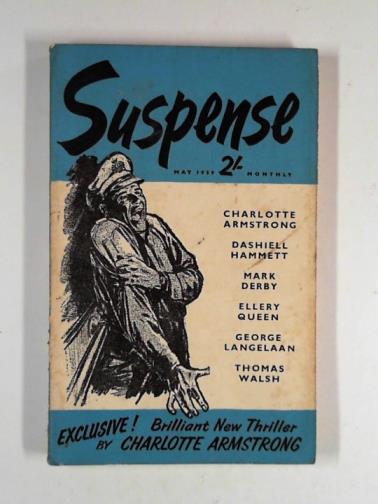 Suspense
MAY 1959 2/- MONTHLY
CHARLOTTE
ARMSTRONG
DASHIELL
HAMMETT
MARK
DERBY
ELLERY
QUEEN
GEORGE
LANGELAAN
THOMAS
WALSH
EXCLUSIVE! Brilliant New Thriller
BY CHARLOTTE ARMSTRONG